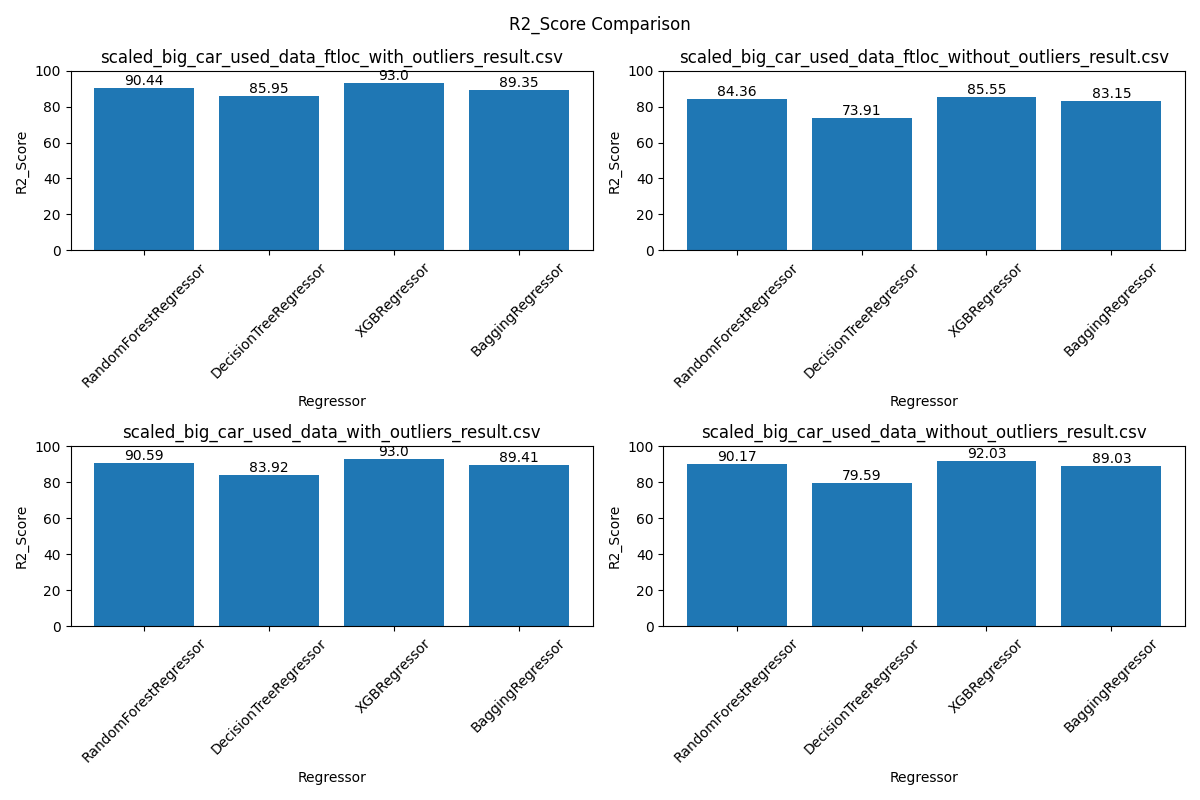 R2_Score Comparison
scaled_big_car_used_data_ftloc_with_outliers_result.csv
100
80
60
40
20
0
R2_Score
90.44
85.95
93.0
89.35
RandomForestRegressor
DecisionTreeRegressor
XGBRegressor
BaggingRegressor
Regressor
scaled_big_car_used_data_ftloc_without_outliers_result.csv
100
80
60
40
20
0
R2_Score
84.36
73.91
85.55
83.15
RandomForestRegressor
DecisionTreeRegressor
XGBRegressor
BaggingRegressor
Regressor
scaled_big_car_used_data_with_outliers_result.csv
100
80
60
40
20
0
R2_Score
90.59
83.92
93.0
89.41
RandomForestRegressor
DecisionTreeRegressor
XGBRegressor
BaggingRegressor
Regressor
scaled_big_car_used_data_without_outliers_result.csv
100
80
60
40
20
0
R2_Score
90.17
79.59
92.03
89.03
RandomForestRegressor
DecisionTreeRegressor
XGBRegressor
BaggingRegressor
Regressor